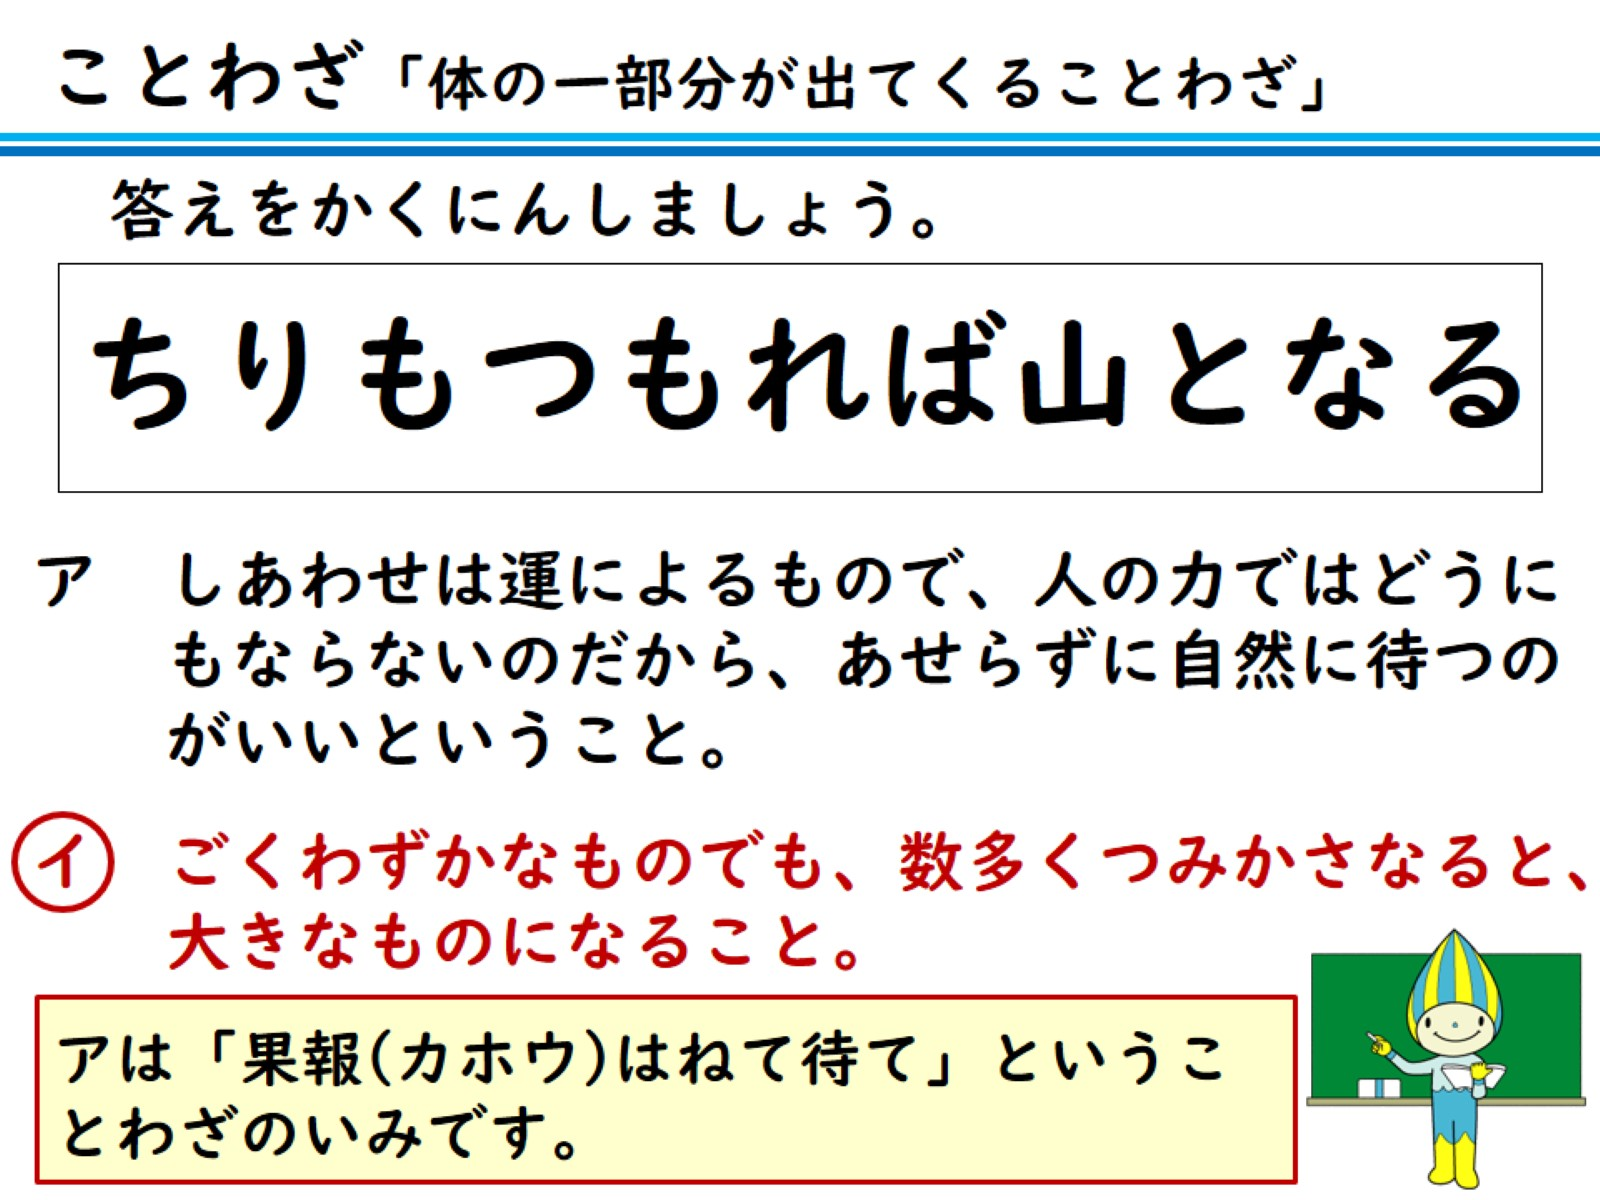 ことわざ「体の一部分が出てくることわざ」
答えをかくにんしましょう。
ちりもつもれば山となる
ア　しあわせは運によるもので、人の力ではどうに
もならないのだから、あせらずに自然に待つの
がいいということ。
イ　ごくわずかなものでも、数多くつみかさなると、
大きなものになること。
アは「果報(カホウ)はねて待て」というこ
とわざのいみです。